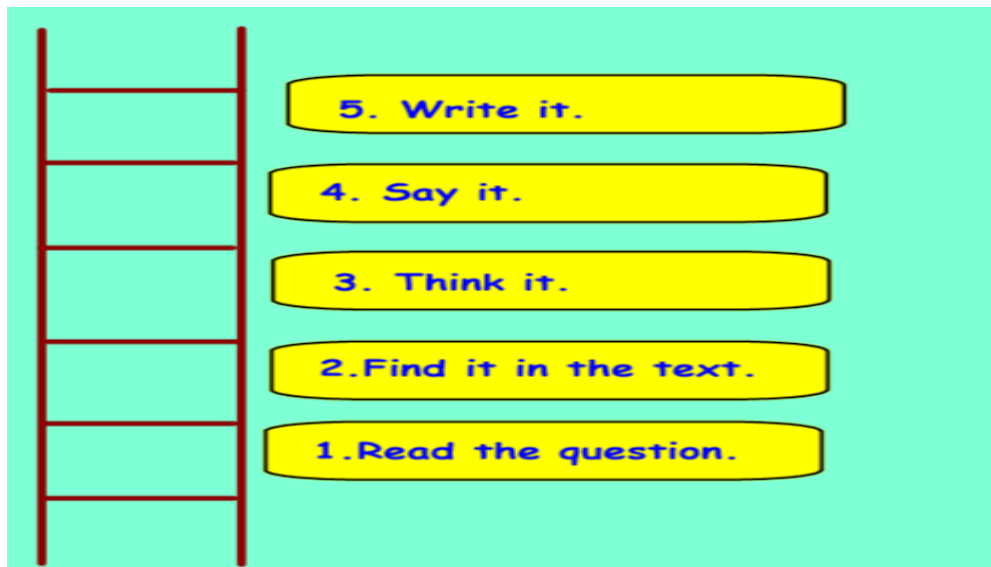 5. Write it.
4. Say it.
3. Think it.
2.Find it in the text.
1.Read the question.